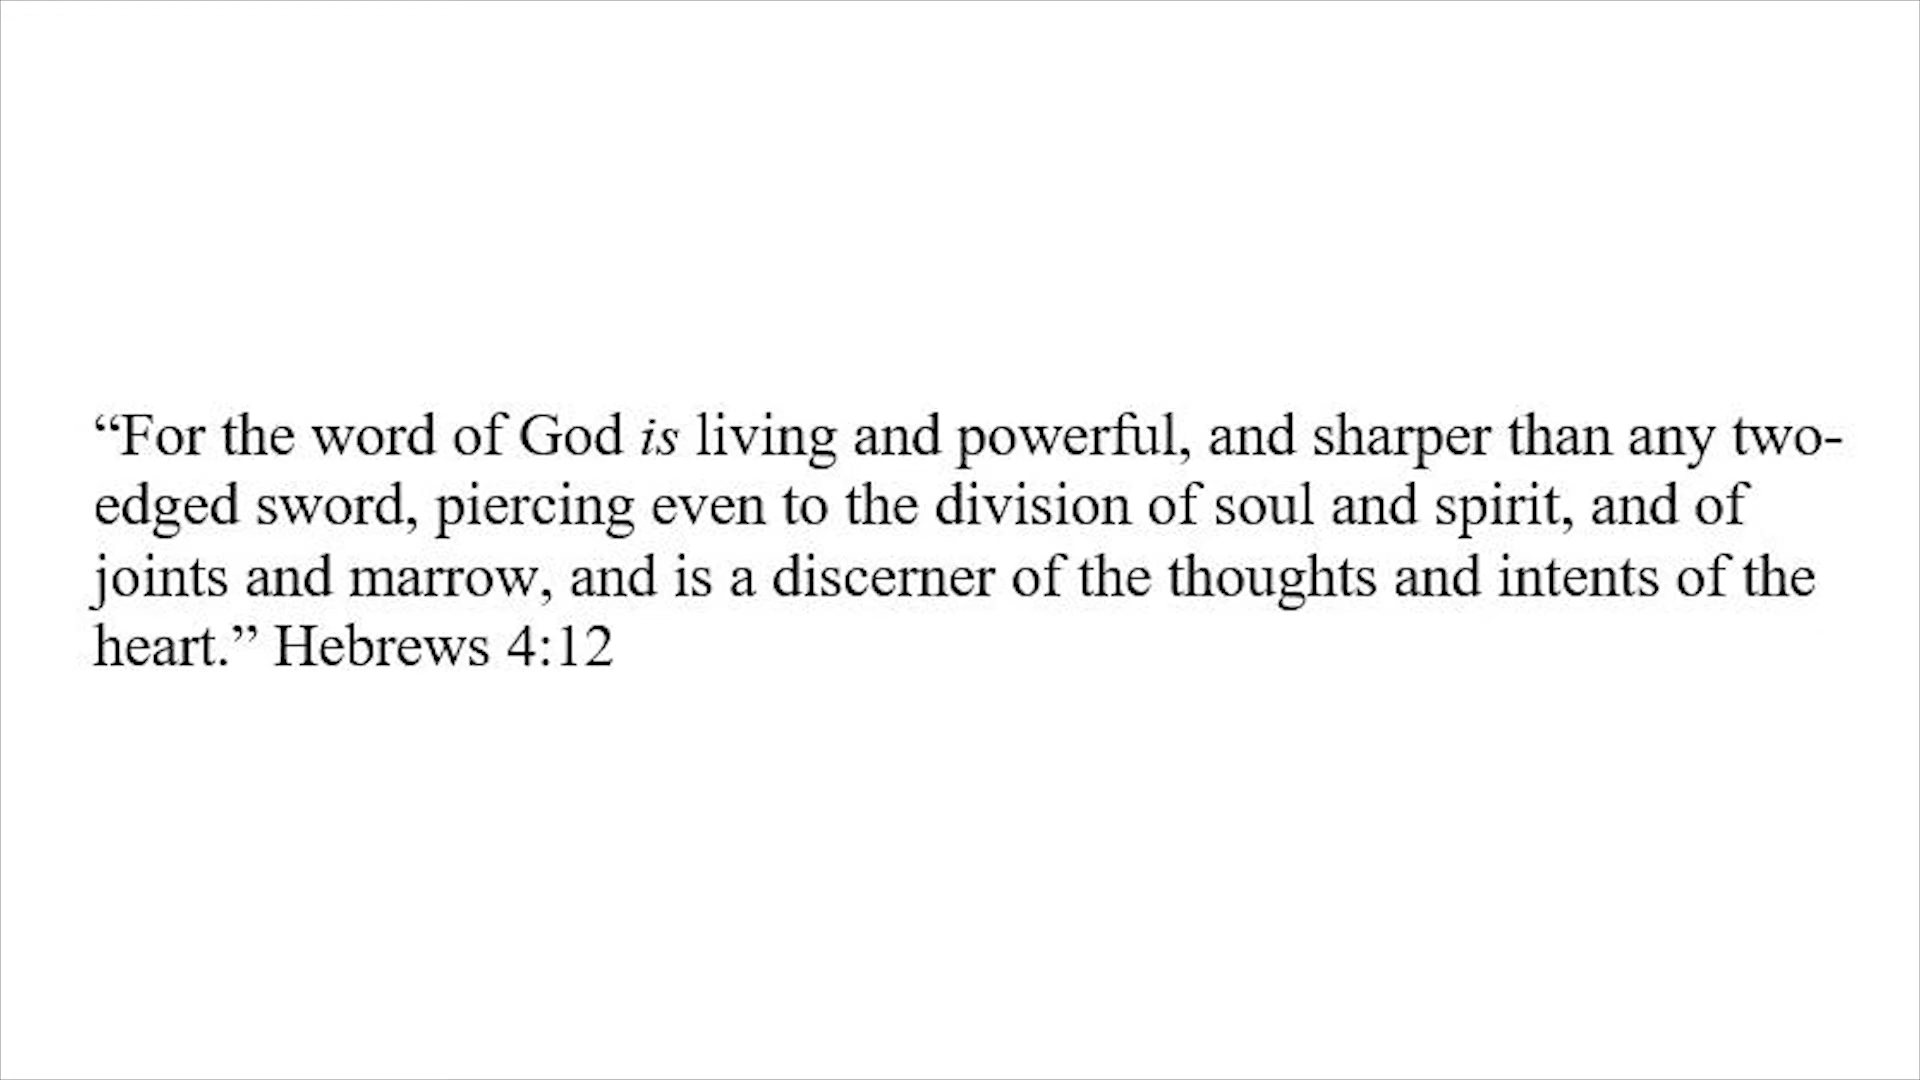 “For the word of God is living and powerful, and sharper than any two-
edged sword, piercing even to the division of soul and spirit, and of
joints and marrow, and is a discerner of the thoughts and intents of the
heart.” Hebrews 4:12